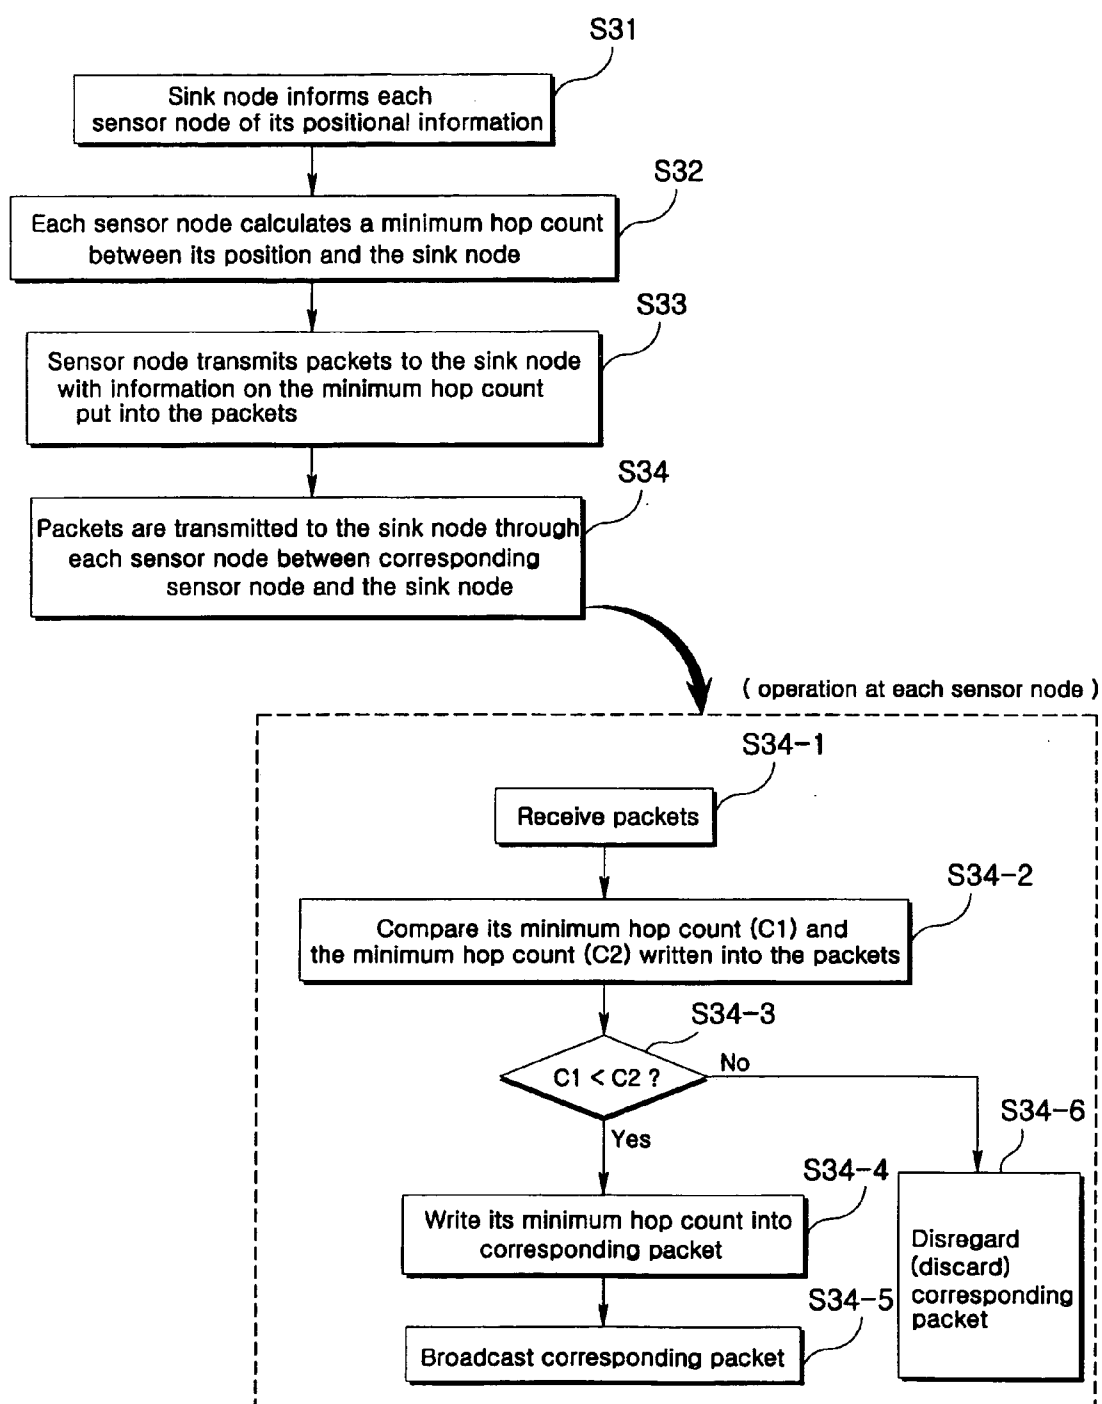 S31
Sink node informs each
sensor node of its positional information
S32
Each sensor node calculates a minimum hop count
between its position and the sink node
S33
Sensor node transmits packets to the sink node
with information on the minimum hop count
put into the packets
S34
Packets are transmitted to the sink node through
each sensor node between corresponding
sensor node and the sink node
( operation at each sensor node )
S34-1
Receive packets
S34-2
Compare its minimum hop count (C1) and
the minimum hop count (C2) written into the packets
S34-3
C1 < C2 ?
No
Yes
S34-4
Write its minimum hop count into
corresponding packet
S34-5
Broadcast corresponding packet
S34-6
Disregard
(discard)
corresponding
packet